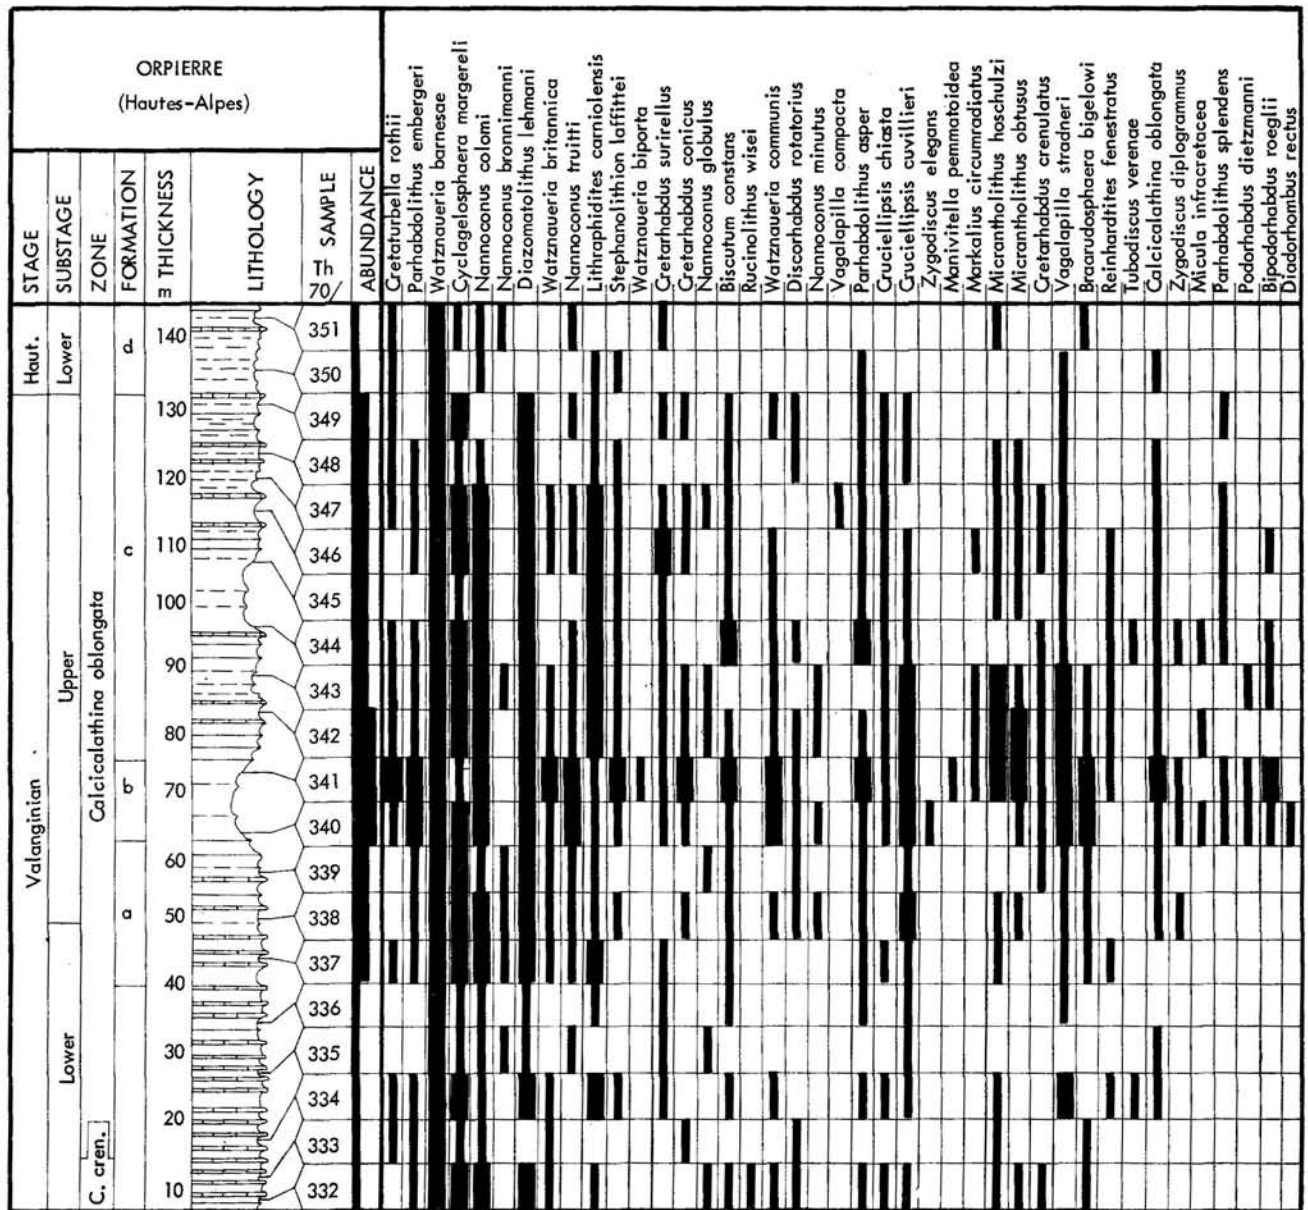 ORPIERRE
(Hautes-Alpes)
STAGE
SUBSTAGE
ZONE
FORMATION
m THICKNESS
LITHOLOGY
SAMPLE
Th
70/
ABUNDANCE
Cretaturbella rothii
Parhabdolithus embergeri
Watznaueria barnesae
Cyclagelosphaera margereli
Nannoconus colomi
Nannoconus bronnimanni
Diazomatolithus lehmani
Watznaueria britannica
Nannoconus truitti
Lithraphidites carniolensis
Stephanolithion laffittei
Watznaueria biporta
Cretarhabdus surirellus
Cretarhabdus conicus
Nannoconus globulus
Biscutum constans
Rucinolithus wisei
Watznaueria communis
Discorhabdus rotatorius
Nannoconus minutus
Vagalapilla compacta
Parhabdolithus asper
Cruciellipsis chiasta
Cruciellipsis cuvillieri
Zygodiscus elegans
Manivitella pemmatoidea
Markalius circumradiatus
Micrantholithus hoschulzi
Micrantholithus obtusus
Cretarhabdus crenulatus
Vagalapilla stradneri
Braarudosphaera bigelowi
Reinhardtites fenestratus
Tubodiscus verenae
Calcicalathina oblongata
Zygodiscus diplogrammus
Micula infracretacea
Parhabdolithus splendens
Podorhabdus dietzmanni
Bipodorhabdus roeglii
Diadorhombus rectus
Haut.
Lower
d
140
351
350
130
349
348
120
347
c
110
346
100
345
344
Upper
90
343
Calcicalathina oblongata
80
342
Valanginian
b
70
341
340
60
339
a
50
338
337
40
336
Lower
30
335
334
20
C. cren.
333
10
332